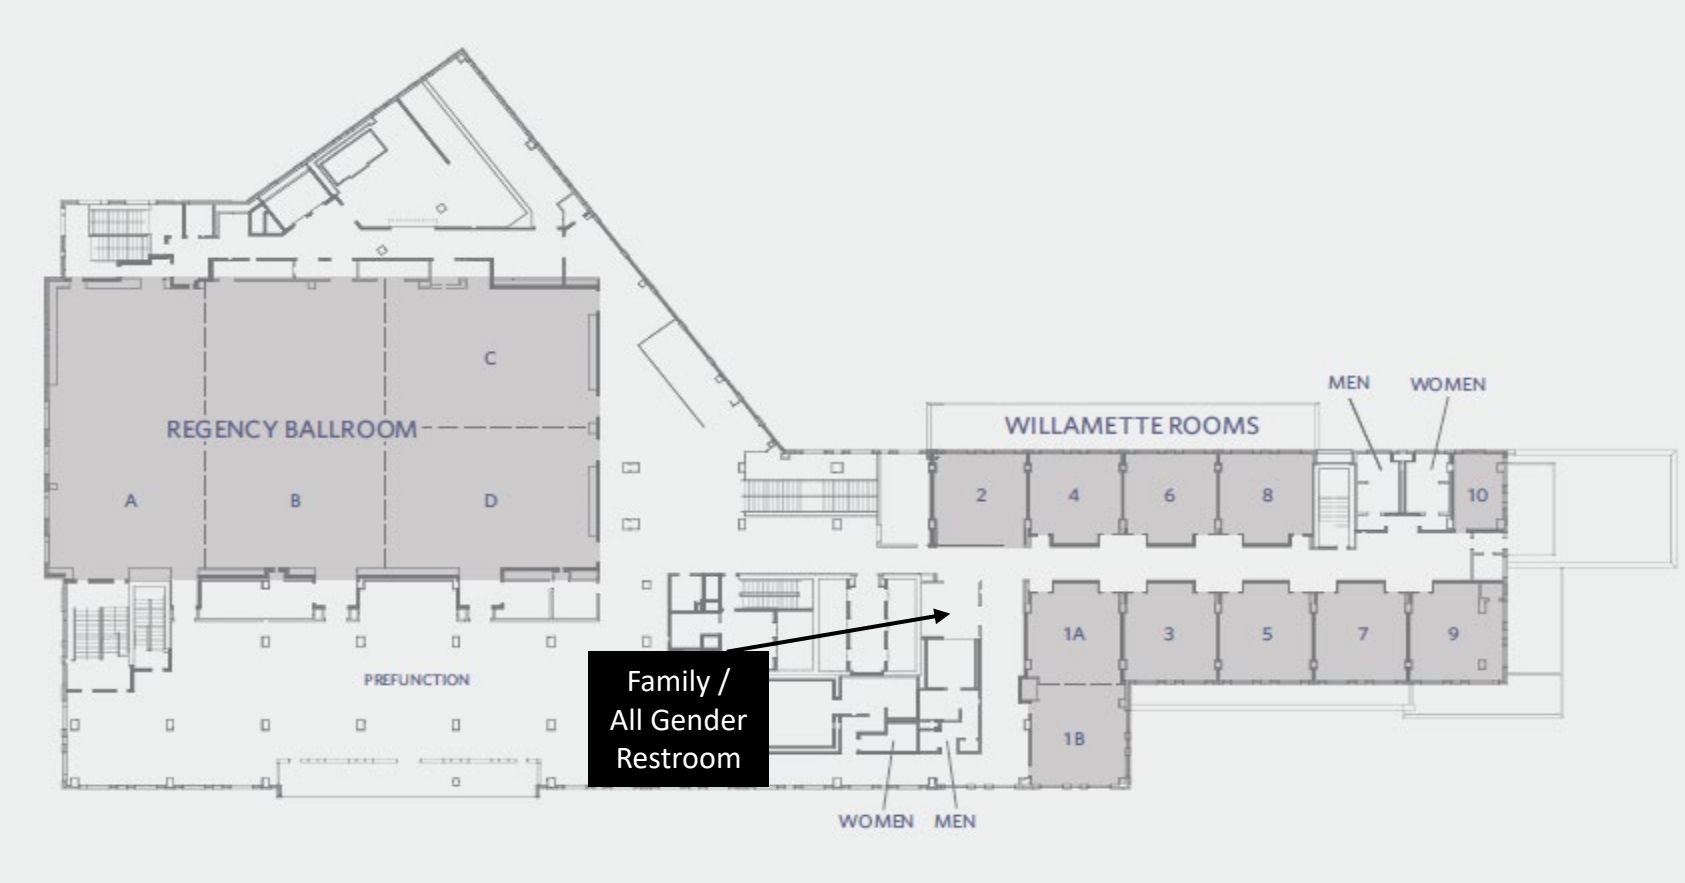 MEN
WOMEN
C
REGENCY BALLROOM
WILLAMETTE ROOMS
A
B
D
2
4
6
8
10
1A
3
5
7
9
PREFUNCTION
Family /
All Gender
Restroom
1B
WOMEN
MEN